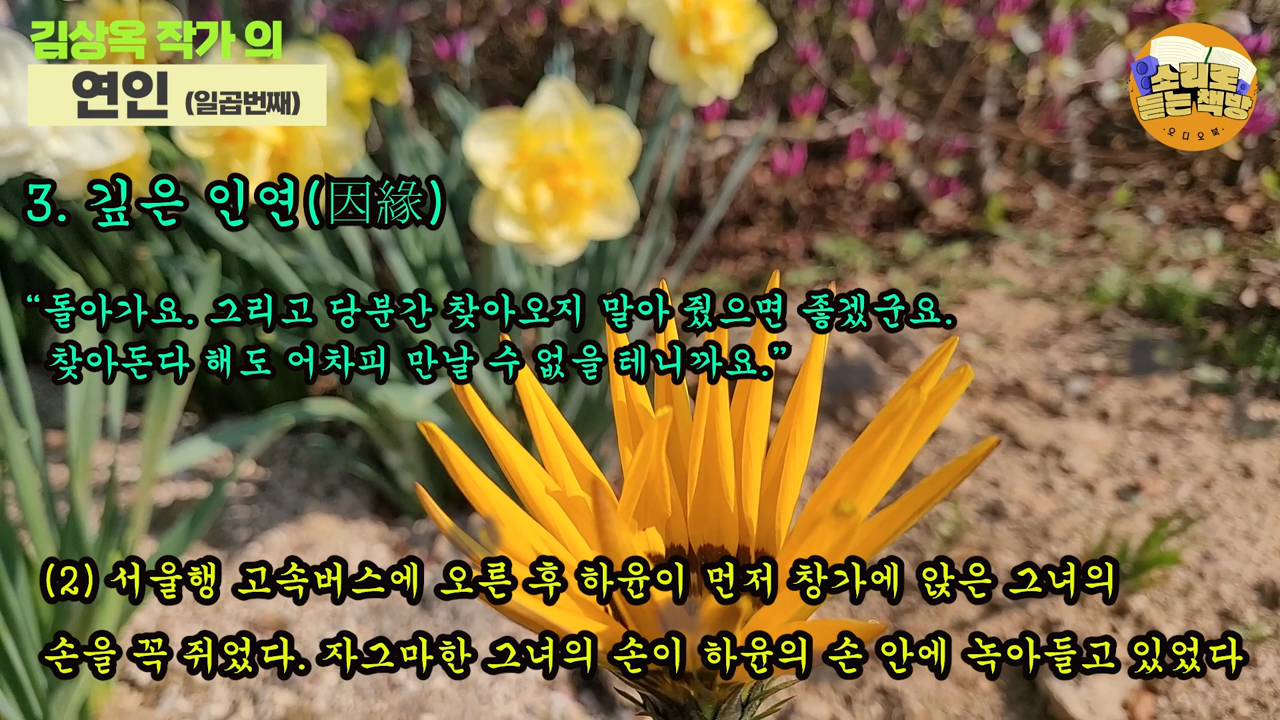 김상옥 작가 의
연인 (일곱번째)
소리로
듣는 책방
·오디오북·
3. 깊은 인연(因緣)
“돌아가요. 그리고 당분간 찾아오지 말아 줬으면 좋겠군요.
찾아돈다 해도 어차피 만날 수 없을 테니까요.”
(2) 서울행 고속버스에 오른 후 하윤이 먼저 창가에 앉은 그녀의
손을 꼭 쥐었다. 자그마한 그녀의 손이 하윤의 손 안에 녹아들고 있었다